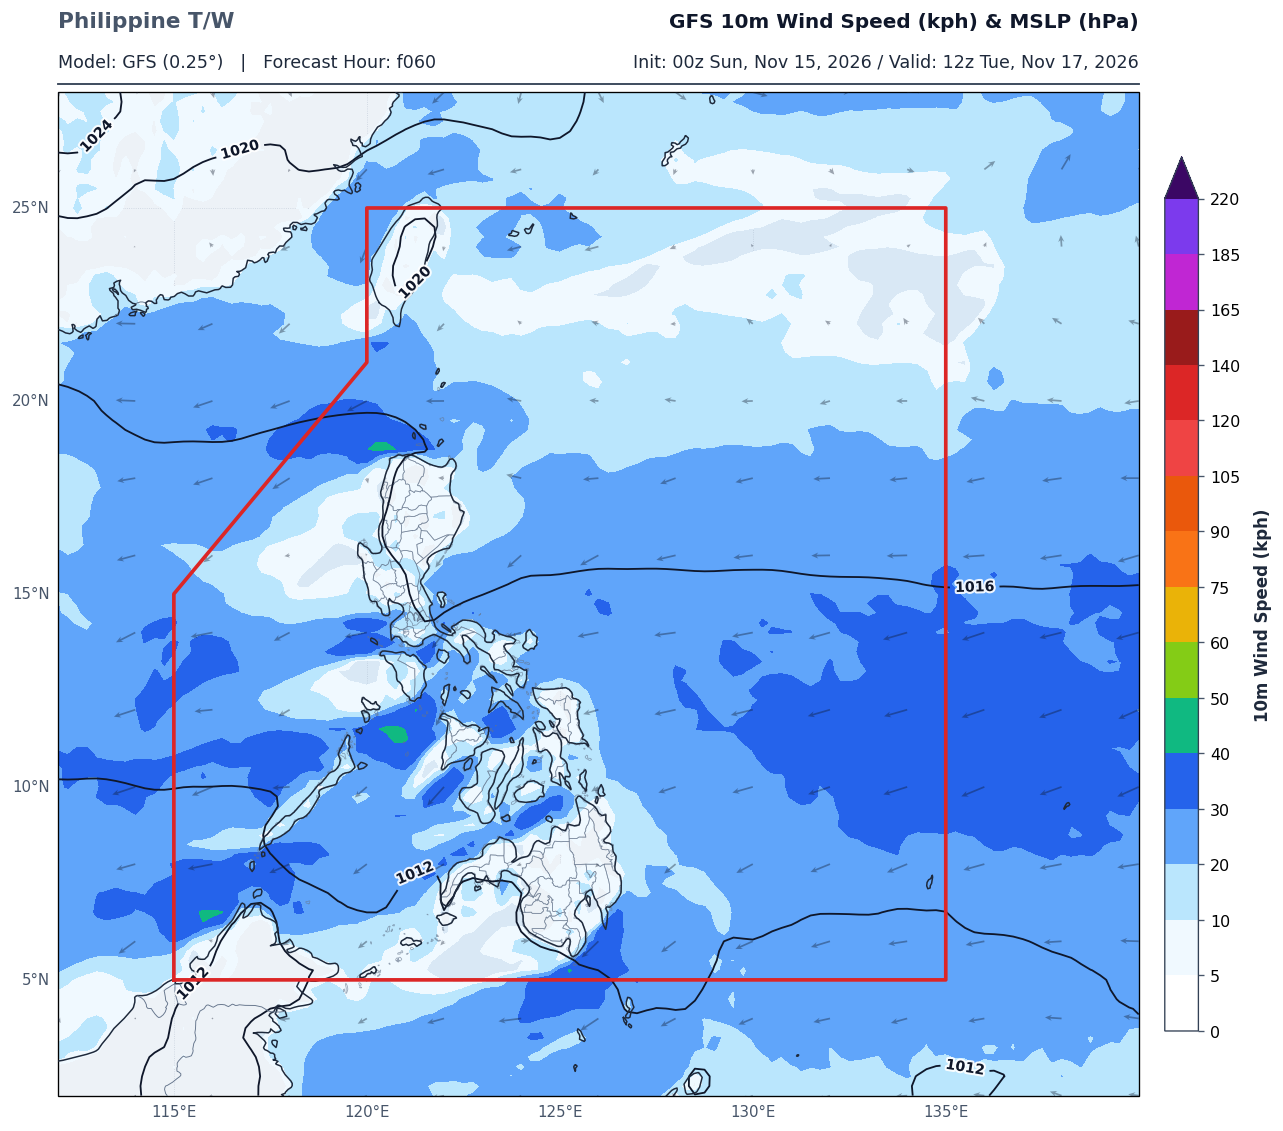 Philippine T/W
GFS 10m Wind Speed (kph) & MSLP (hPa)
Model: GFS (0.25°) | Forecast Hour: f060
Init: 00z Sun, Nov 15, 2026 / Valid: 12z Tue, Nov 17, 2026
1024
1020
1020
1016
1012
1012
1012
25°N
20°N
15°N
10°N
5°N
115°E
120°E
125°E
130°E
135°E
220
185
165
140
120
105
90
75
60
50
40
30
20
10
5
0
10m Wind Speed (kph)